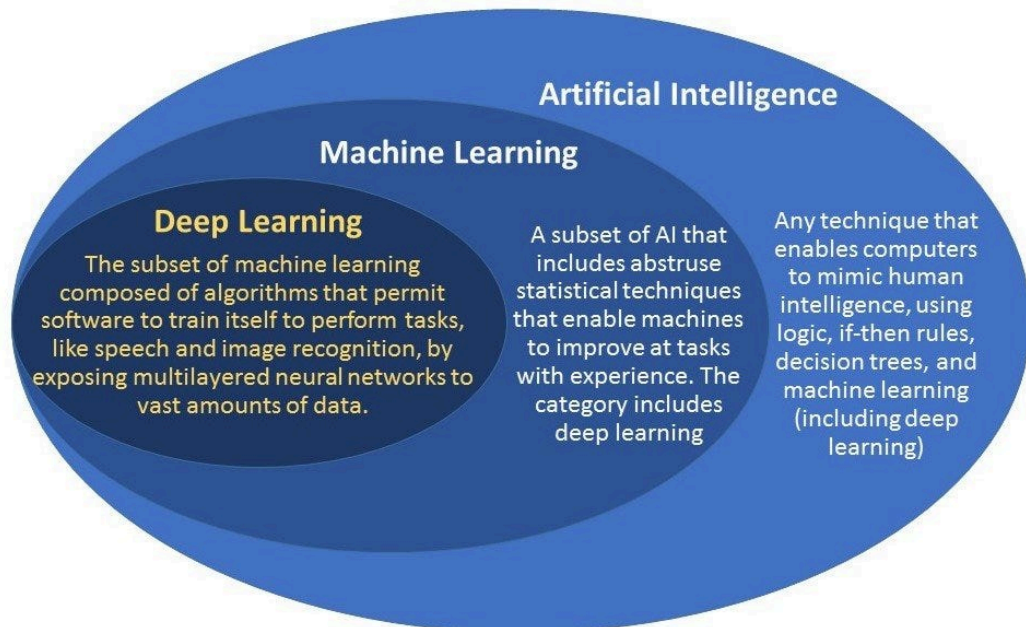 Artificial Intelligence
Machine Learning
Deep Learning
The subset of machine learning
composed of algorithms that permit
software to train itself to perform tasks,
like speech and image recognition, by
exposing multilayered neural networks to
vast amounts of data.
A subset of AI that
includes abstruse
statistical techniques
that enable machines
to improve at tasks
with experience. The
category includes
deep learning
Any technique that
enables computers
to mimic human
intelligence, using
logic, if-then rules,
decision trees, and
machine learning
(including deep
learning)